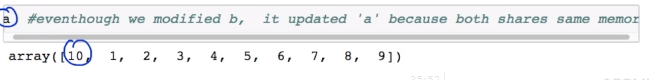 a #eventhough we modified b, it updated 'a' because both shares same memor
array([10, 1, 2, 3, 4, 5, 6, 7, 8, 9])